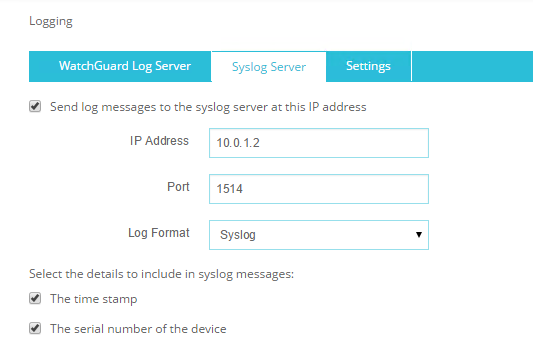 Logging
WatchGuard Log Server Syslog Server Settings
Send log messages to the syslog server at this IP address
IP Address 10.0.1.2
Port 1514
Log Format Syslog
Select the details to include in syslog messages:
The time stamp
The serial number of the device